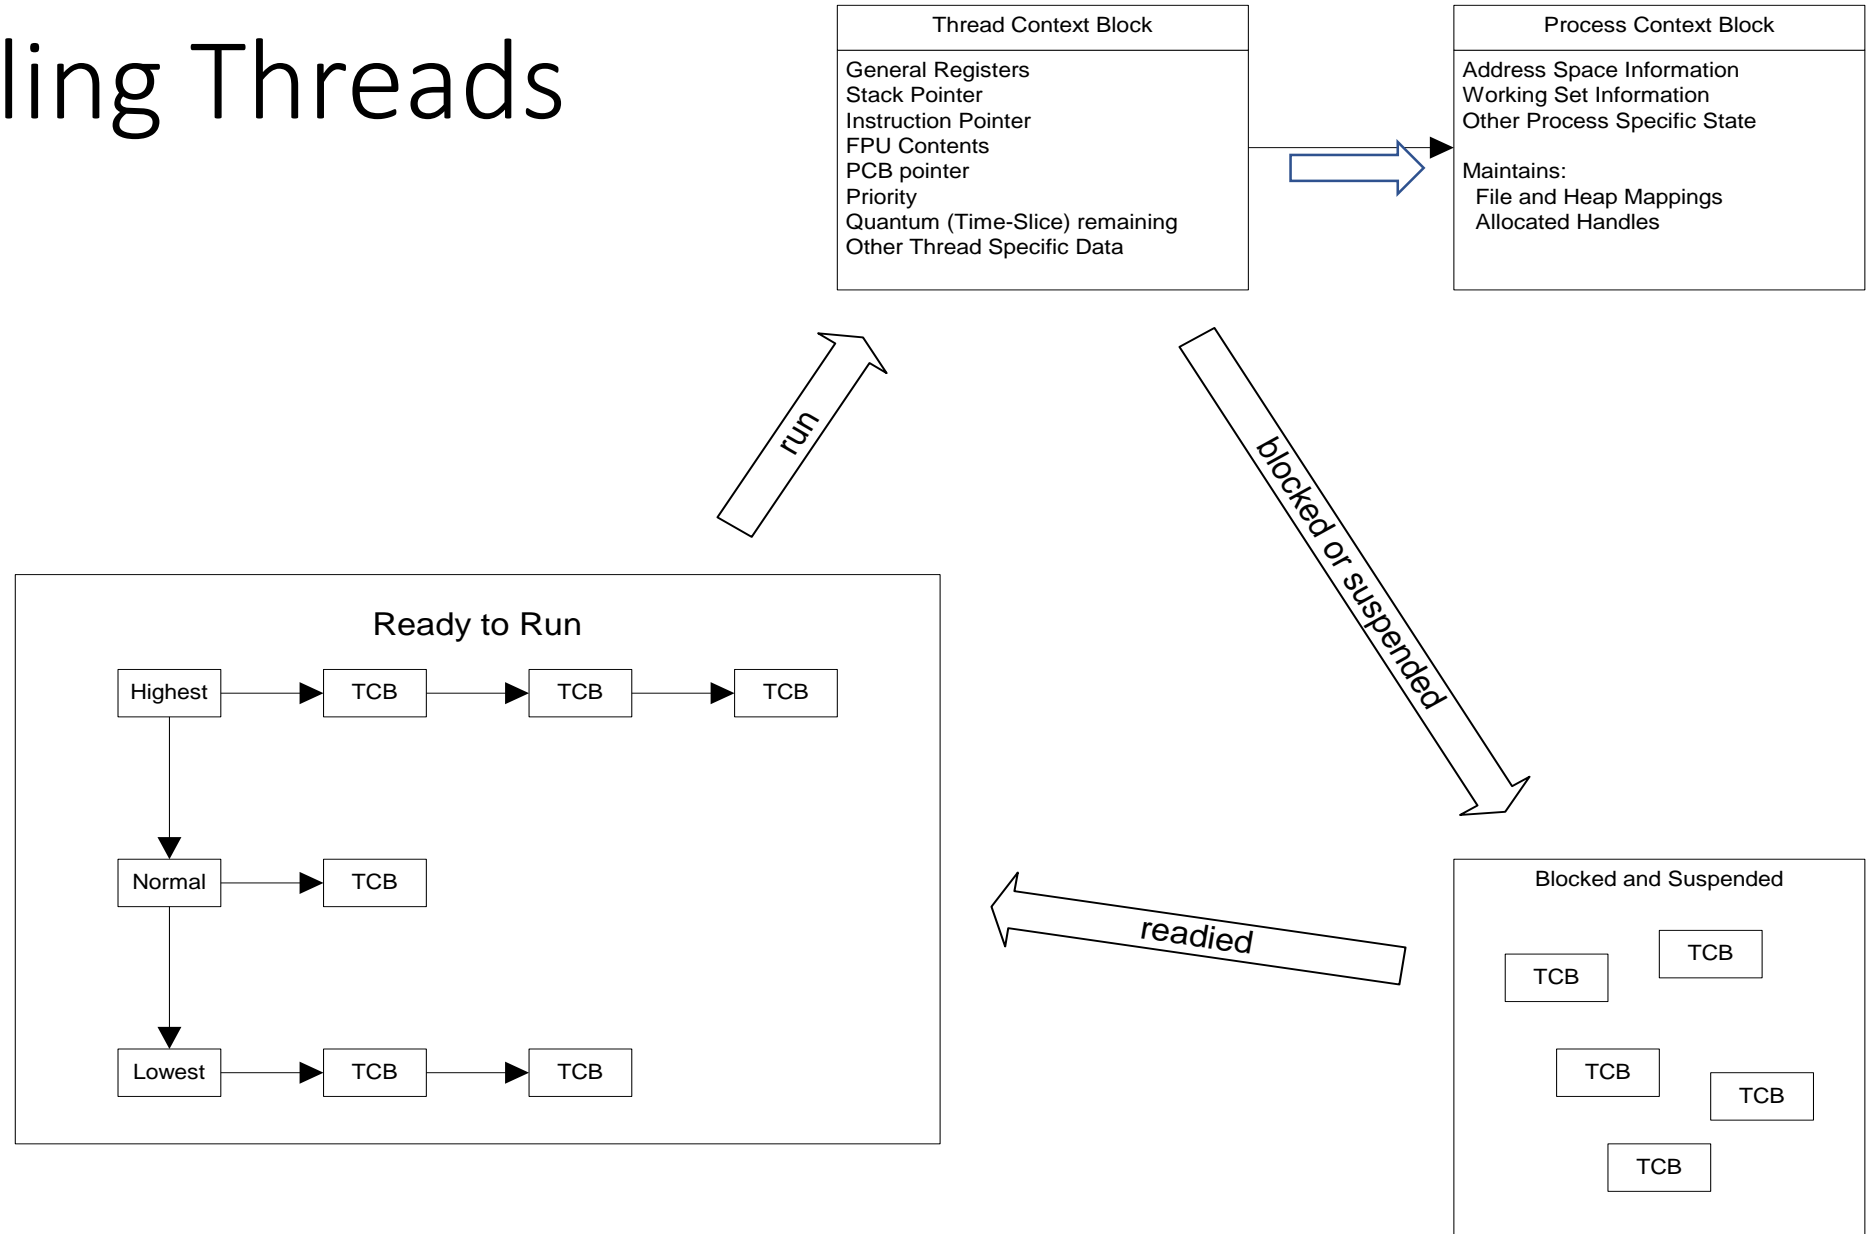 ling Threads
Thread Context Block
General Registers
Stack Pointer
Instruction Pointer
FPU Contents
PCB pointer
Priority
Quantum (Time-Slice) remaining
Other Thread Specific Data
Process Context Block
Address Space Information
Working Set Information
Other Process Specific State
Maintains:
File and Heap Mappings
Allocated Handles
run
blocked or suspended
Ready to Run
Highest
TCB
TCB
TCB
Normal
TCB
Lowest
TCB
TCB
readied
Blocked and Suspended
TCB
TCB
TCB
TCB
TCB